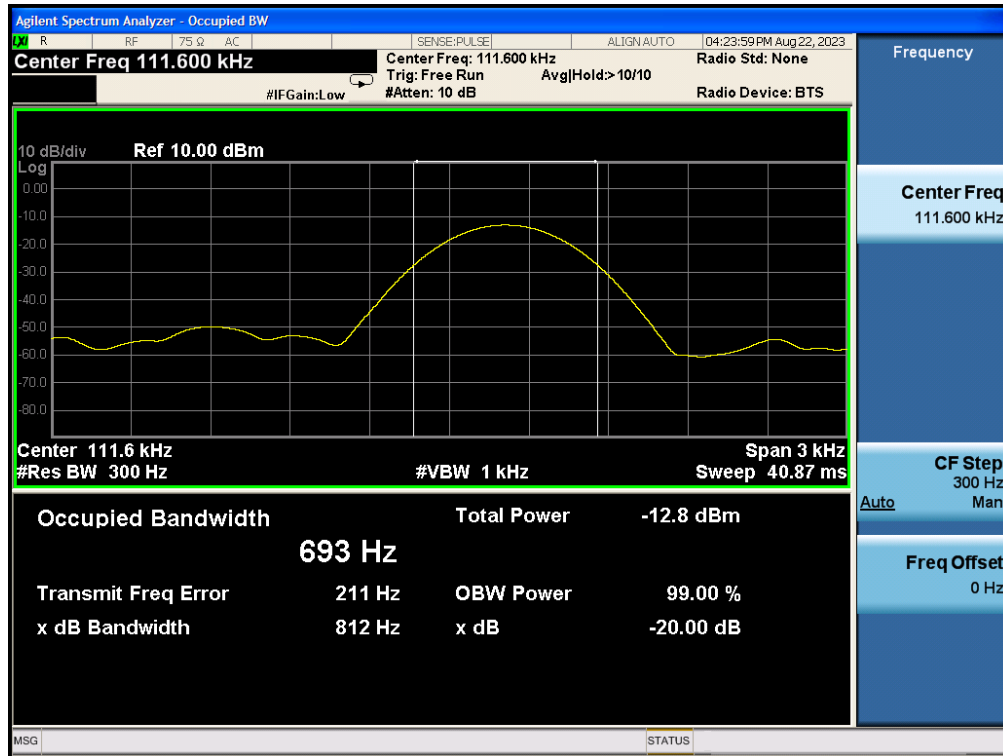 Agilent Spectrum Analyzer - Occupied BW
LXI R RF 75 Ω AC SENSE:PULSE ALIGN AUTO 04:23:59 PM Aug 22, 2023
Center Freq 111.600 kHz
Center Freq: 111.600 kHz Radio Std: None
Trig: Free Run Avg|Hold:> 10/10
#IFGain:Low #Atten: 10 dB Radio Device: BTS
10 dB/div Ref 10.00 dBm
Log
0.00
-10.0
-20.0
-30.0
-40.0
-50.0
-60.0
-70.0
-80.0
Center 111.6 kHz Span 3 kHz
#Res BW 300 Hz #VBW 1 kHz Sweep 40.87 ms
Occupied Bandwidth Total Power -12.8 dBm
693 Hz
Transmit Freq Error 211 Hz OBW Power 99.00 %
x dB Bandwidth 812 Hz x dB -20.00 dB
MSG STATUS
Frequency
Center Freq
111.600 kHz
CF Step
300 Hz
Auto Man
Freq Offset
0 Hz